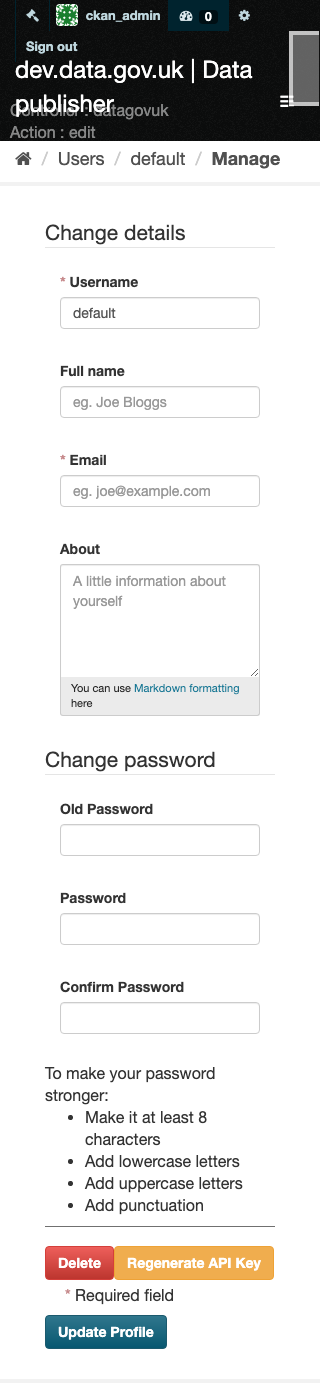 ckan_admin 0
Sign out
dev.data.gov.uk | Data
publisher
Controller : datagovuk
Action : edit
/ Users / default / Manage
Change details
* Username
default
Full name
eg. Joe Bloggs
* Email
eg. joe@example.com
About
A little information about
yourself
You can use Markdown formatting
here
Change password
Old Password
Password
Confirm Password
To make your password
stronger:
• Make it at least 8
characters
• Add lowercase letters
• Add uppercase letters
• Add punctuation
Delete Regenerate API Key
* Required field
Update Profile